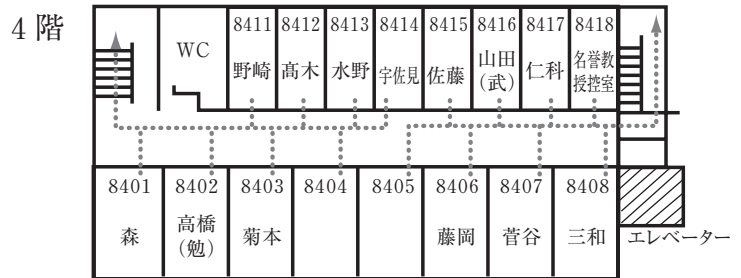 4階
WC
8411 8412 8413 8414 8415 8416 8417 8418
野崎 髙木 水野 宇佐見 佐藤 山田(武) 仁科 名誉教授控室
8401 8402 8403 8404 8405 8406 8407 8408
森 高橋(勉) 菊本 藤岡 菅谷 三和
エレベーター